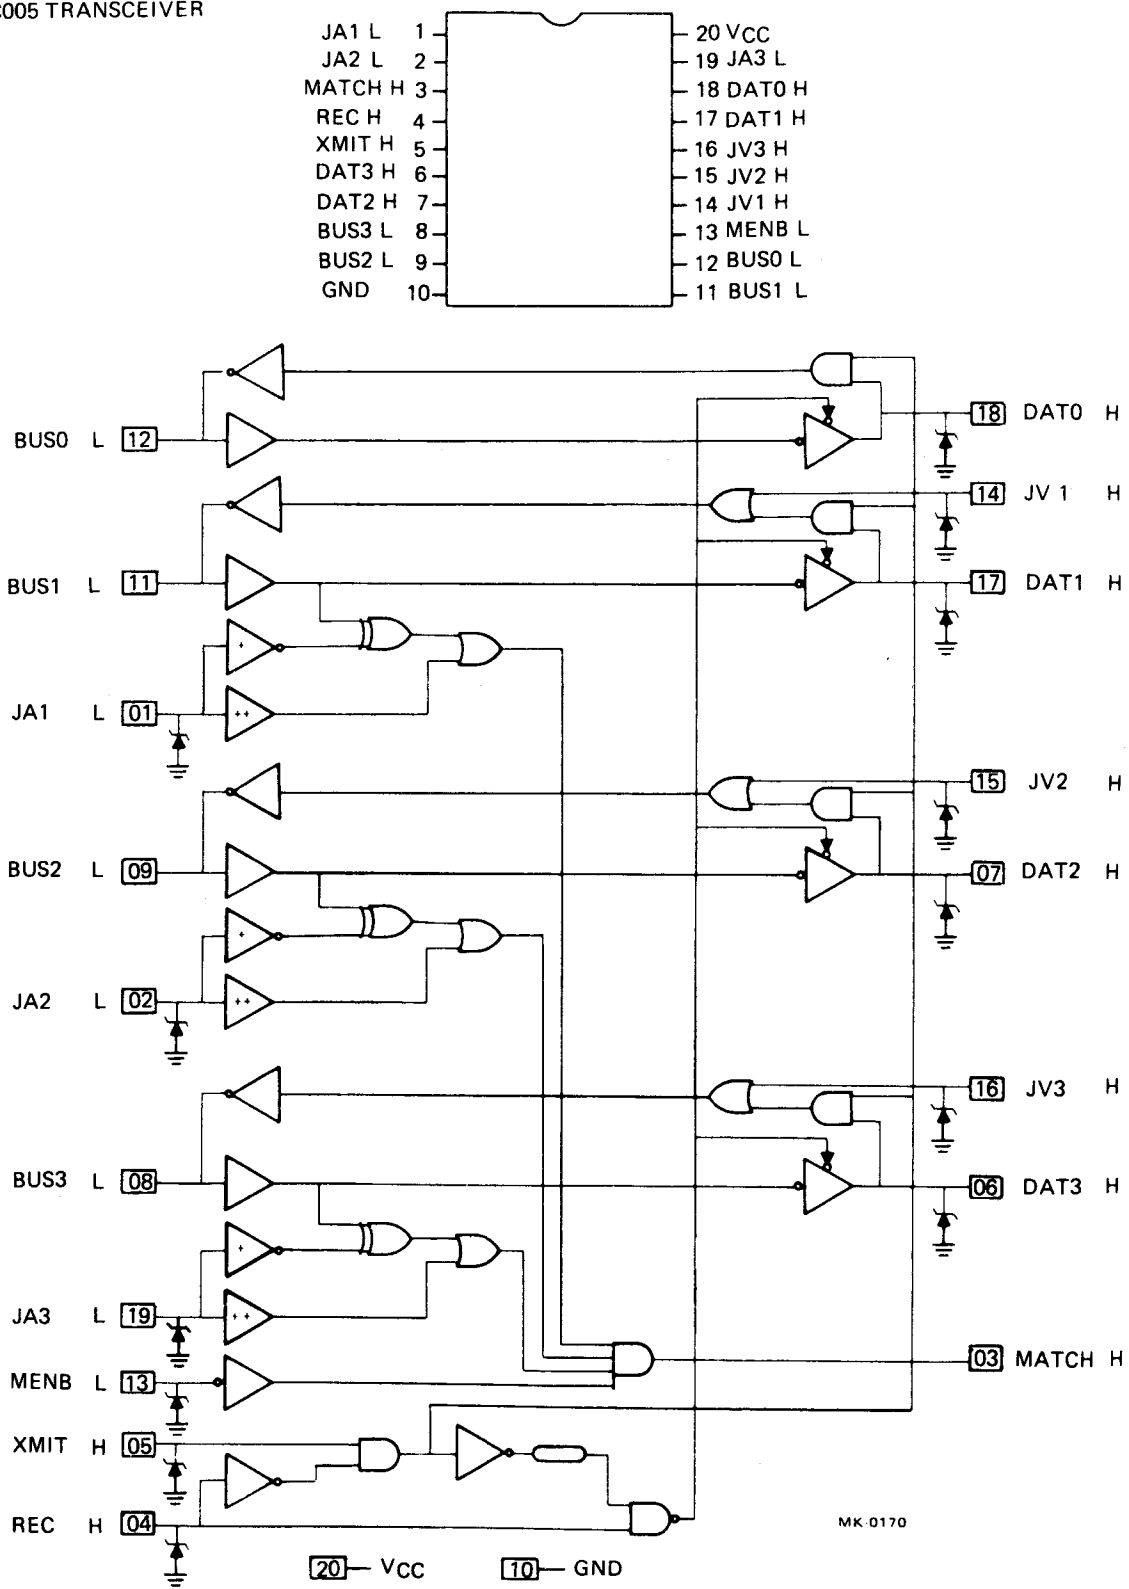 005 TRANSCEIVER
JA1 L 1
JA2 L 2
MATCH H 3
REC H 4
XMIT H 5
DAT3 H 6
DAT2 H 7
BUS3 L 8
BUS2 L 9
GND 10
20 VCC
19 JA3 L
18 DAT0 H
17 DAT1 H
16 JV3 H
15 JV2 H
14 JV1 H
13 MENB L
12 BUS0 L
11 BUS1 L
BUS0 L 12
18 DAT0 H
14 JV 1 H
BUS1 L 11
17 DAT1 H
+
JA1 L 01
++
15 JV2 H
BUS2 L 09
07 DAT2 H
+
JA2 L 02
++
16 JV3 H
BUS3 L 08
06 DAT3 H
+
JA3 L 19
++
03 MATCH H
MENB L 13
XMIT H 05
REC H 04
MK-0170
20 VCC
10 GND